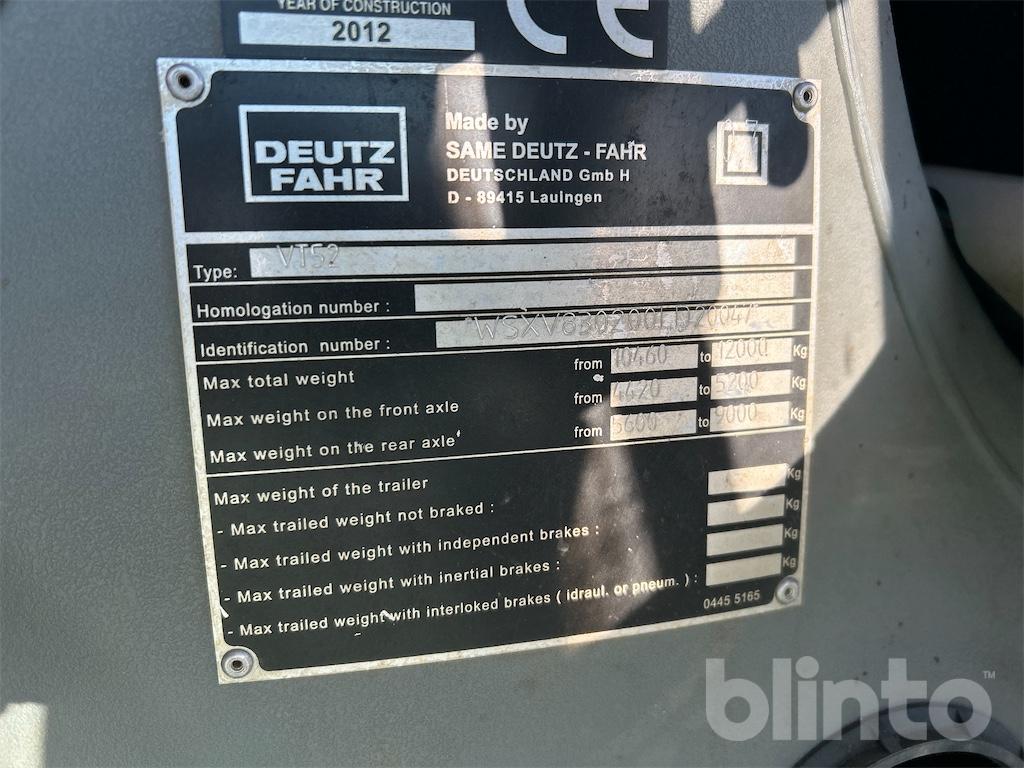 YEAR OF CONSTRUCTION
2012
CE
DEUTZ
FAHR
Made by
SAME DEUTZ - FAHR
DEUTSCHLAND Gmb H
D - 89415 Lauingen
Type: VT52
Homologation number :
Identification number : WSXV830200LD20047
Max total weight from 10460 to 12000 Kg
Max weight on the front axle from 4420 to 5200 Kg
Max weight on the rear axle from 5600 to 9000 Kg
Max weight of the trailer
- Max trailed weight not braked : Kg
- Max trailed weight with independent brakes : Kg
- Max trailed weight with inertial brakes : Kg
- Max trailed weight with interloked brakes ( idraul. or pneum. ) : Kg
0445 5165
blinto™